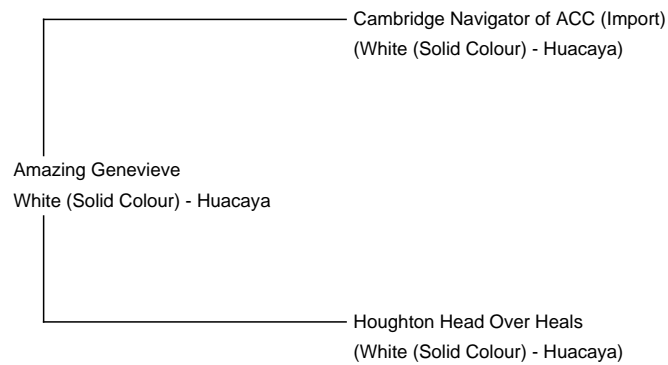 Cambridge Navigator of ACC (Import)
(White (Solid Colour) - Huacaya)
Amazing Genevieve
White (Solid Colour) - Huacaya
Houghton Head Over Heals
(White (Solid Colour) - Huacaya)